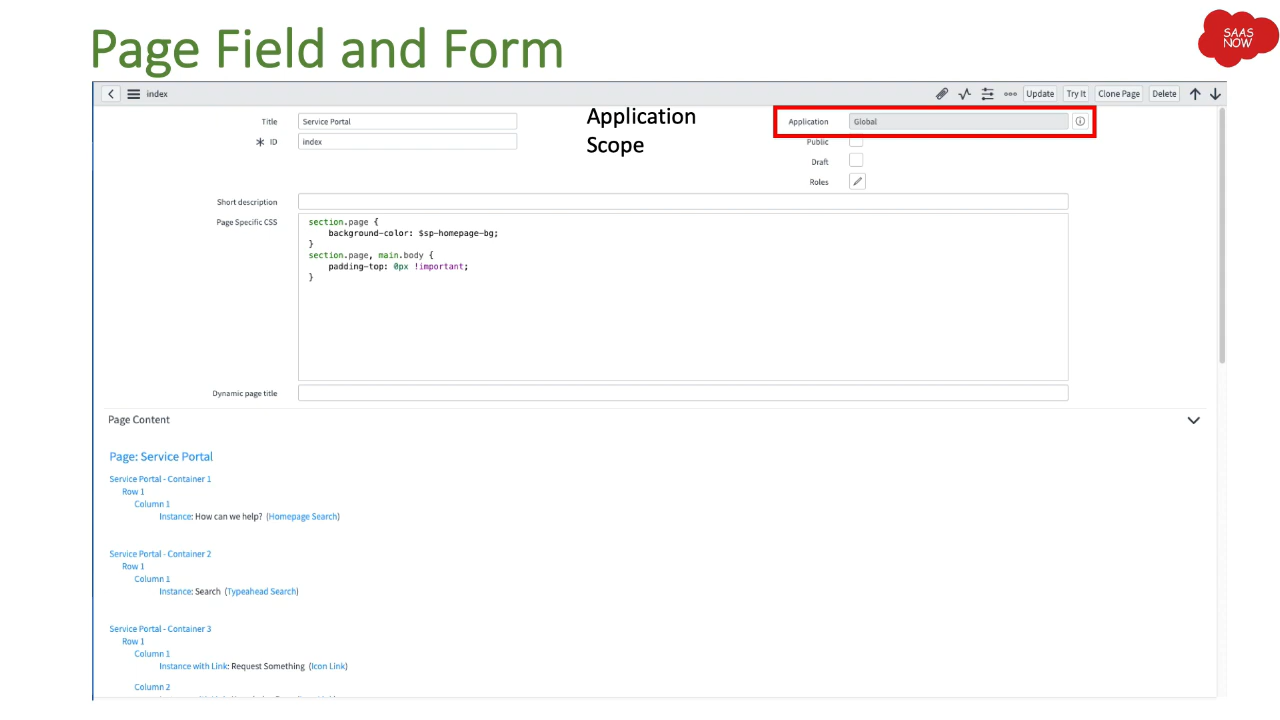 Page Field and Form
SAAS
NOW
index
Update
Try It
Clone Page
Delete
Title
Service Portal
Application
Scope
Application
Global
* ID
index
Public
Draft
Roles
Short description
Page Specific CSS
section.page {
background-color: $sp-homepage-bg;
}
section.page, main.body {
padding-top: 0px !important;
}
Dynamic page title
Page Content
Page: Service Portal
Service Portal - Container 1
Row 1
Column 1
Instance: How can we help? (Homepage Search)
Service Portal - Container 2
Row 1
Column 1
Instance: Search (Typeahead Search)
Service Portal - Container 3
Row 1
Column 1
Instance with Link: Request Something (Icon Link)
Column 2